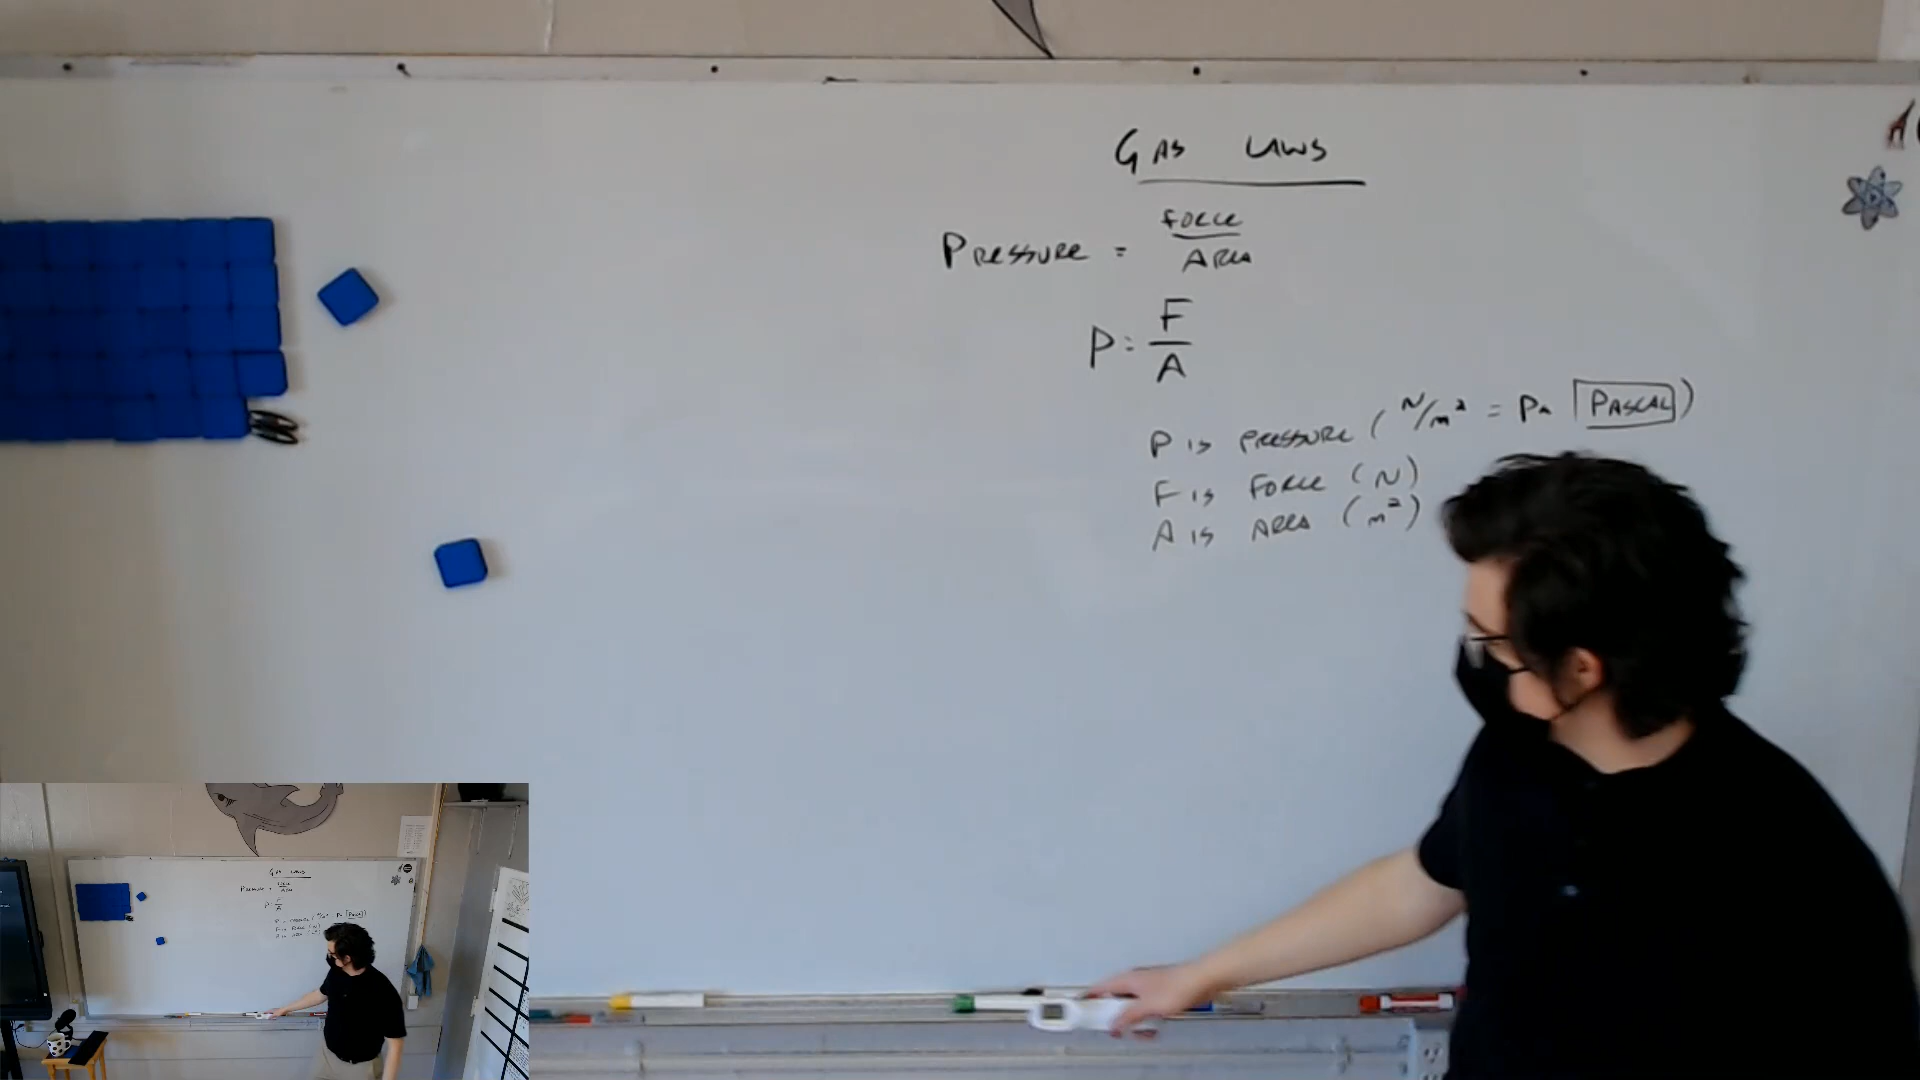 GAS LAWS
PRESSURE = FORCE / AREA
P = F / A
P IS PRESSURE ( N/m² = Pa PASCAL )
F IS FORCE (N)
A IS AREA (m²)